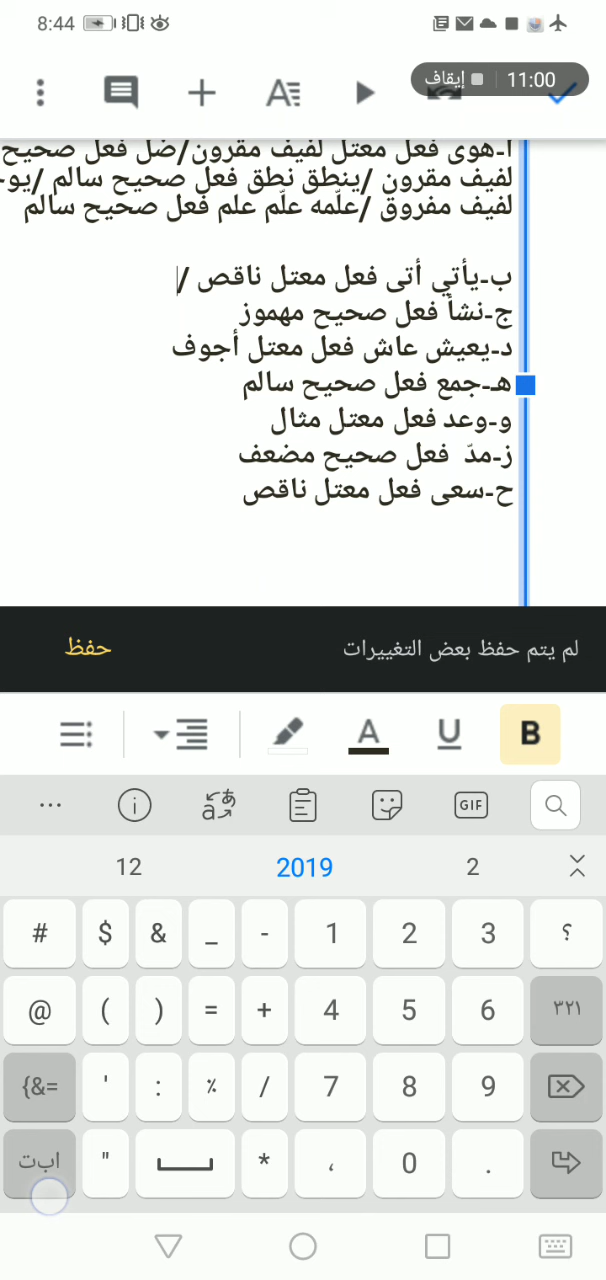 8:44
إيقاف 11:00
أ-هوى فعل معتل لفيف مقرون/ضل فعل صحيح
لفيف مقرون /ينطق نطق فعل صحيح سالم /يو-
لفيف مفروق /علّمه علّم علم فعل صحيح سالم
ب-يأتي أتى فعل معتل ناقص /
ج-نشأ فعل صحيح مهموز
د-يعيش عاش فعل معتل أجوف
هـ-جمع فعل صحيح سالم
و-وعد فعل معتل مثال
ز-مدّ فعل صحيح مضعف
ح-سعى فعل معتل ناقص
لم يتم حفظ بعض التغييرات حفظ
A U B
GIF
12 2019 2
# $ & _ - 1 2 3 ؟
@ ( ) = + 4 5 6 ٣٢١
{&= ' : ٪ / 7 8 9
ابت " * ، 0 .